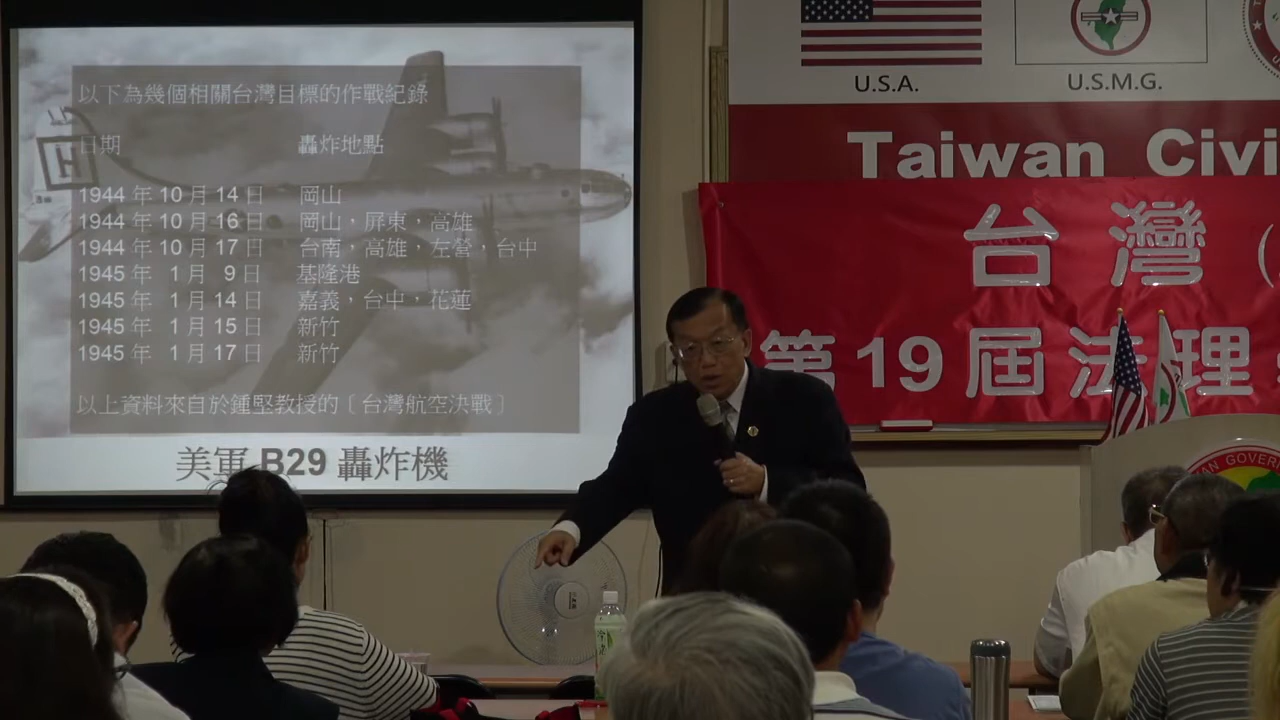 以下為幾個相關台灣目標的作戰紀錄
日期 轟炸地點
1944 年 10 月 14 日 岡山
1944 年 10 月 16 日 岡山，屏東，高雄
1944 年 10 月 17 日 台南，高雄，左營，台中
1945 年 1 月 9 日 基隆港
1945 年 1 月 14 日 嘉義，台中，花蓮
1945 年 1 月 15 日 新竹
1945 年 1 月 17 日 新竹
以上資料來自於鍾堅教授的〔台灣航空決戰〕
美軍 B29 轟炸機
H
U.S.A.
U.S.M.G.
Taiwan Civi
台灣（
第19屆法理
AN GOVER